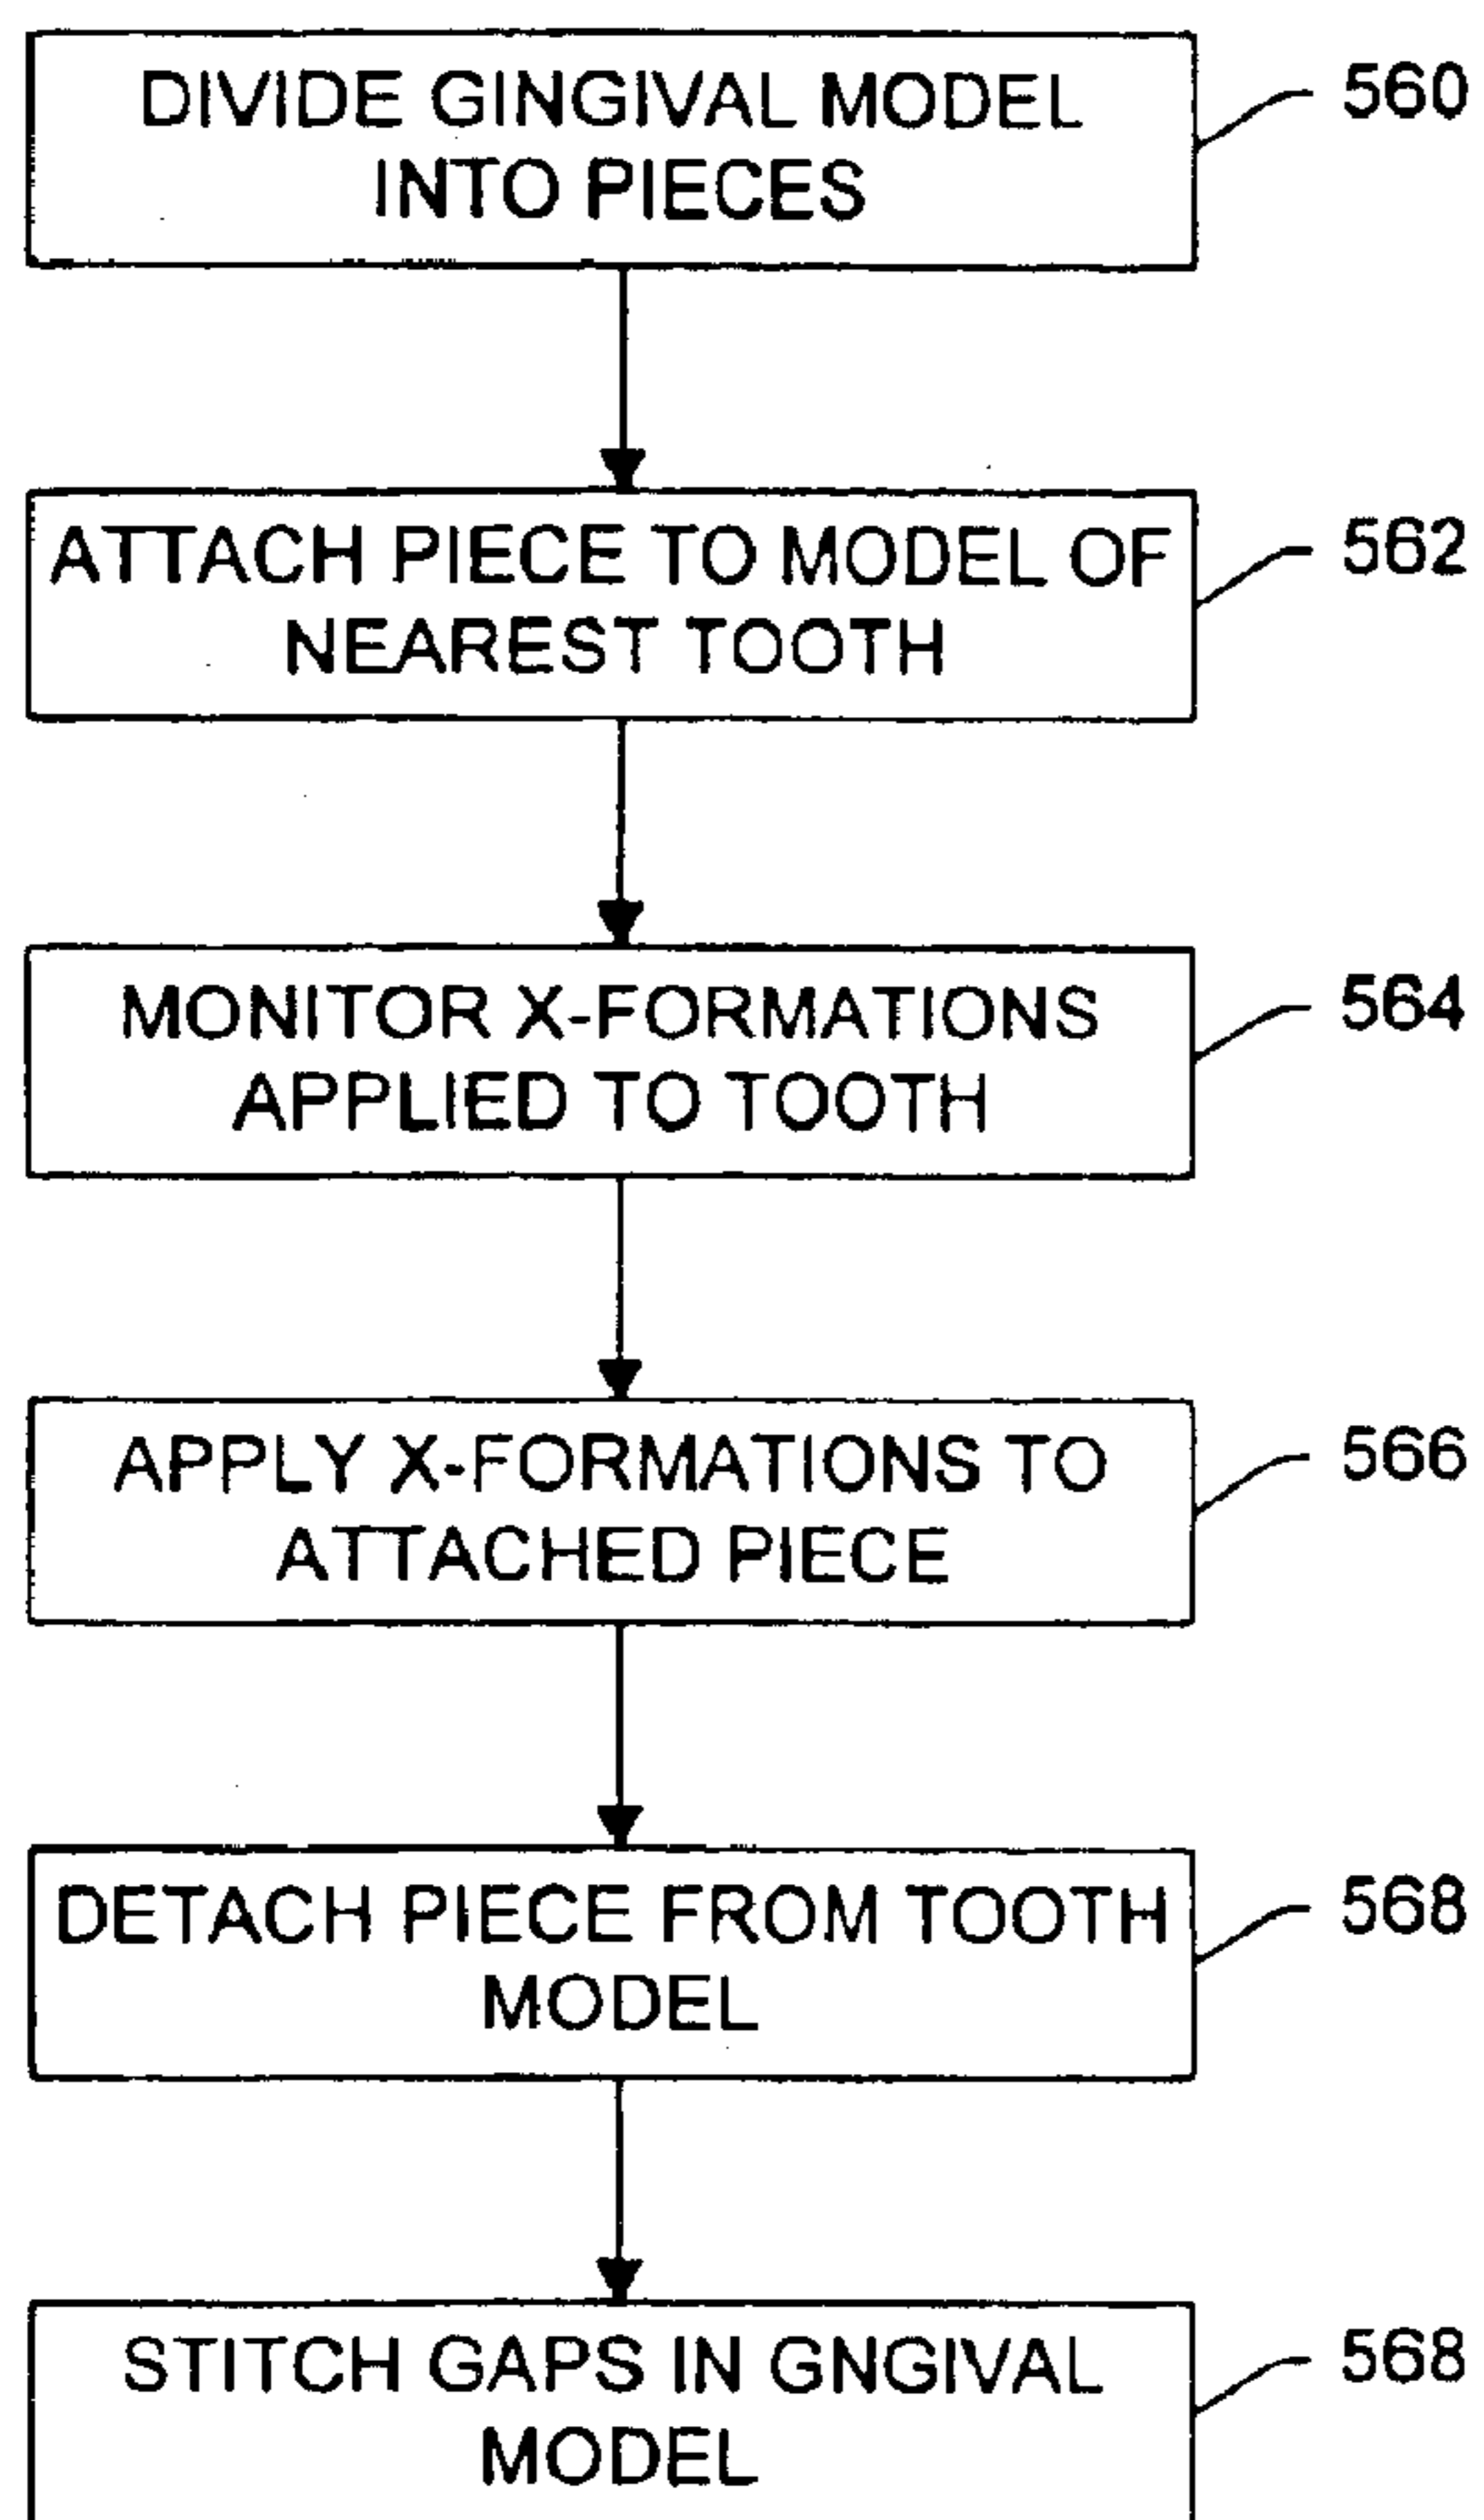 DIVIDE GINGIVAL MODEL
INTO PIECES
560
ATTACH PIECE TO MODEL OF
NEAREST TOOTH
562
MONITOR X-FORMATIONS
APPLIED TO TOOTH
564
APPLY X-FORMATIONS TO
ATTACHED PIECE
566
DETACH PIECE FROM TOOTH
MODEL
568
STITCH GAPS IN GNGIVAL
MODEL
568